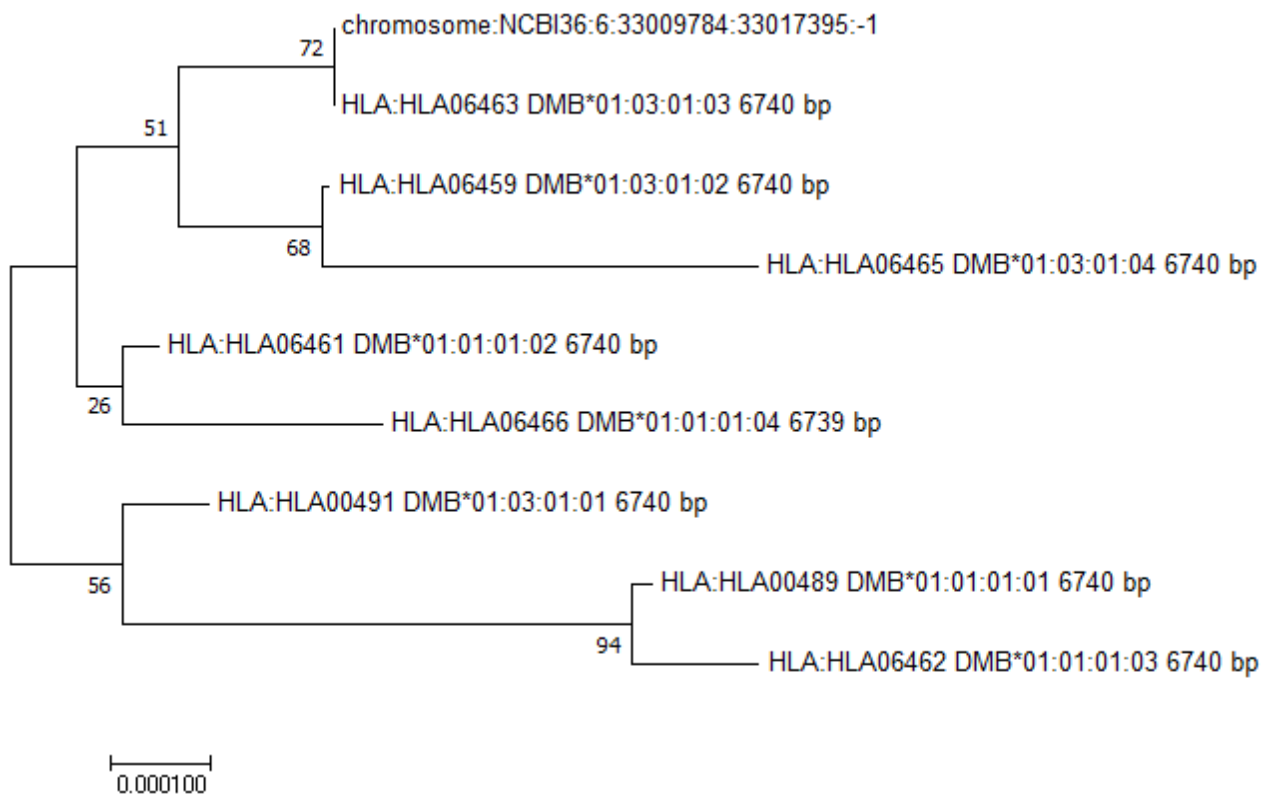 chromosome:NCBI36:6:33009784:33017395:-1
72
HLA:HLA06463 DMB*01:03:01:03 6740 bp
51
HLA:HLA06459 DMB*01:03:01:02 6740 bp
68
HLA:HLA06465 DMB*01:03:01:04 6740 bp
HLA:HLA06461 DMB*01:01:01:02 6740 bp
26
HLA:HLA06466 DMB*01:01:01:04 6739 bp
HLA:HLA00491 DMB*01:03:01:01 6740 bp
56
HLA:HLA00489 DMB*01:01:01:01 6740 bp
94
HLA:HLA06462 DMB*01:01:01:03 6740 bp
0.000100